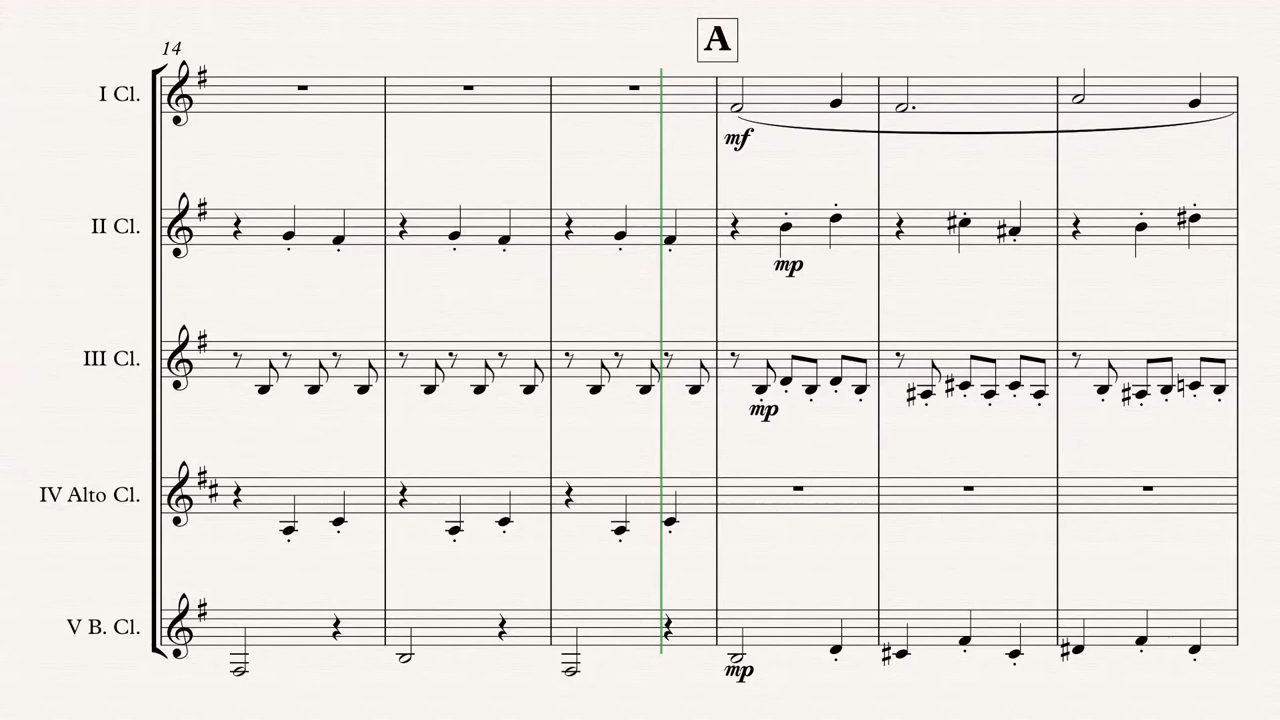 A
14
I Cl.
mf
II Cl.
mp
III Cl.
mp
IV Alto Cl.
V B. Cl.
mp